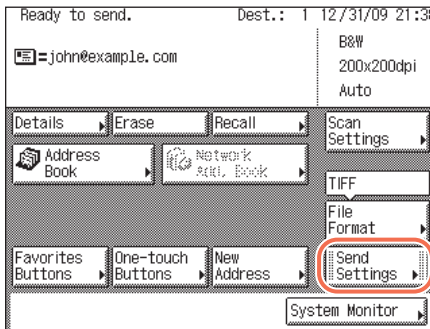 Ready to send. Dest.: 1 12/31/09 21:38
=john@example.com
B&W
200x200dpi
Auto
Details Erase Recall
Scan Settings
Address Book
Network Add. Book
TIFF
File Format
Favorites Buttons
One-touch Buttons
New Address
Send Settings
System Monitor